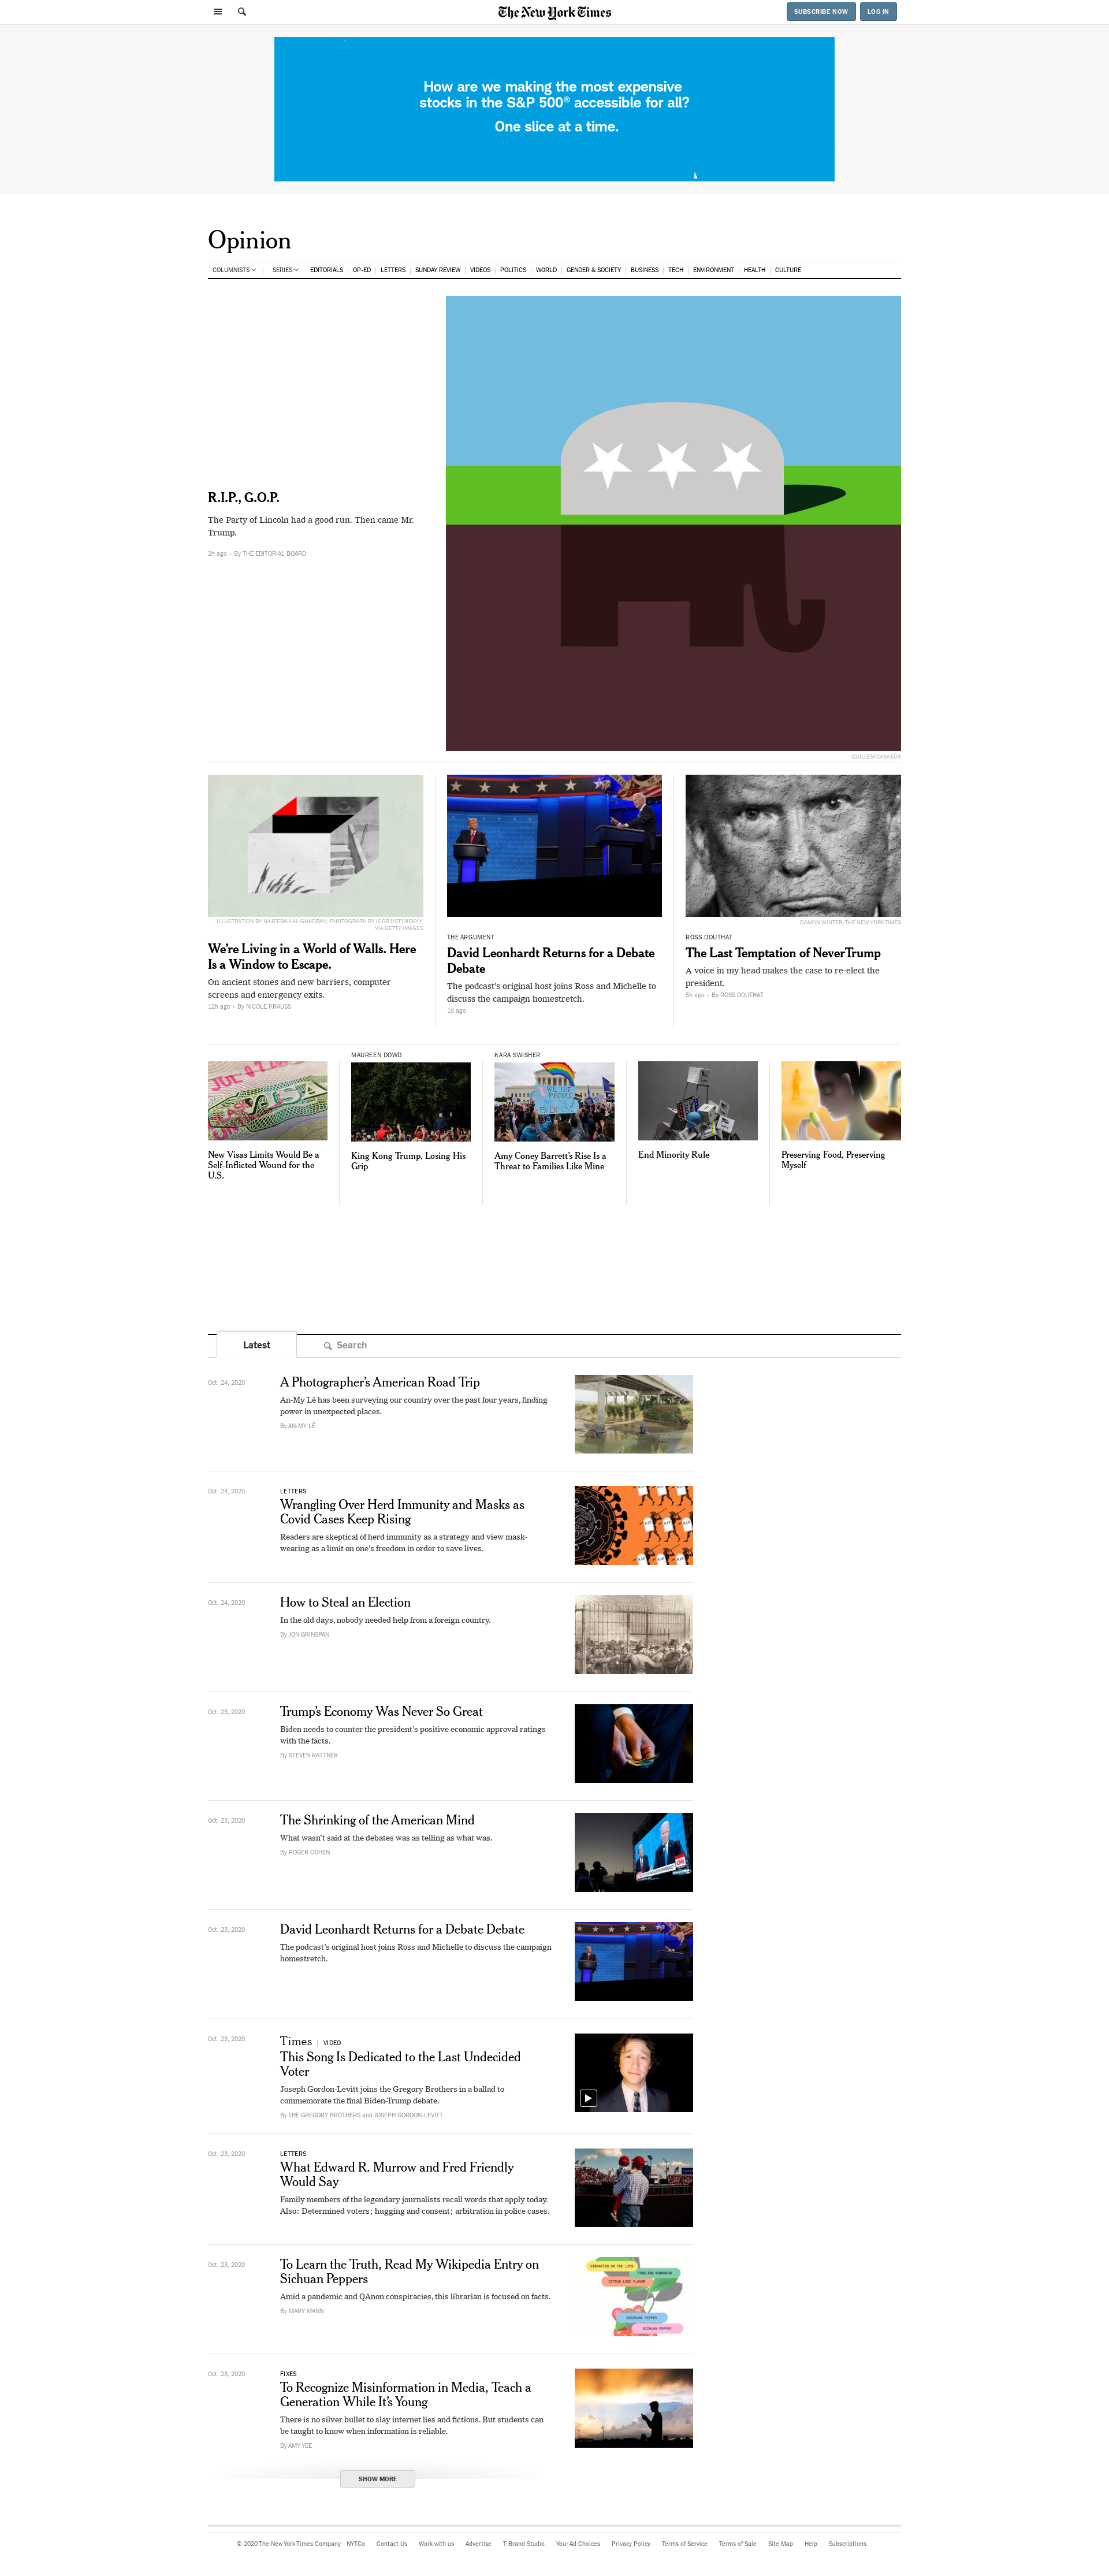 The New York Times
SUBSCRIBE NOW
LOG IN
How are we making the most expensive
stocks in the S&P 500® accessible for all?
One slice at a time.
Opinion
COLUMNISTS | SERIES EDITORIALS | OP-ED | LETTERS | SUNDAY REVIEW | VIDEOS | POLITICS | WORLD | GENDER & SOCIETY | BUSINESS | TECH | ENVIRONMENT | HEALTH | CULTURE
R.I.P., G.O.P.
The Party of Lincoln had a good run. Then came Mr.
Trump.
2h ago • By THE EDITORIAL BOARD
GUILLEM CASASUS
ILLUSTRATION BY NAJEEBAH AL-GHADBAN; PHOTOGRAPH BY IGOR USTYNSKYY,
VIA GETTY IMAGES
We're Living in a World of Walls. Here
Is a Window to Escape.
On ancient stones and new barriers, computer
screens and emergency exits.
12h ago • By NICOLE KRAUSS
THE ARGUMENT
David Leonhardt Returns for a Debate
Debate
The podcast's original host joins Ross and Michelle to
discuss the campaign homestretch.
1d ago
DAMON WINTER/THE NEW YORK TIMES
ROSS DOUTHAT
The Last Temptation of NeverTrump
A voice in my head makes the case to re-elect the
president.
5h ago • By ROSS DOUTHAT
JUL 0 7 20
VISA
New Visas Limits Would Be a
Self-Inflicted Wound for the
U.S.
MAUREEN DOWD
King Kong Trump, Losing His
Grip
KARA SWISHER
WE THE
PEOPLE
Amy Coney Barrett's Rise Is a
Threat to Families Like Mine
End Minority Rule
Preserving Food, Preserving
Myself
Latest
Search
Oct. 24, 2020
A Photographer's American Road Trip
An-My Lê has been surveying our country over the past four years, finding
power in unexpected places.
By AN-MY LÊ
Oct. 24, 2020
LETTERS
Wrangling Over Herd Immunity and Masks as
Covid Cases Keep Rising
Readers are skeptical of herd immunity as a strategy and view mask-
wearing as a limit on one's freedom in order to save lives.
Oct. 24, 2020
How to Steal an Election
In the old days, nobody needed help from a foreign country.
By JON GRINSPAN
Oct. 23, 2020
Trump's Economy Was Never So Great
Biden needs to counter the president's positive economic approval ratings
with the facts.
By STEVEN RATTNER
Oct. 23, 2020
The Shrinking of the American Mind
What wasn't said at the debates was as telling as what was.
By ROGER COHEN
Oct. 23, 2020
David Leonhardt Returns for a Debate Debate
The podcast's original host joins Ross and Michelle to discuss the campaign
homestretch.
Oct. 23, 2020
Times | VIDEO
This Song Is Dedicated to the Last Undecided
Voter
Joseph Gordon-Levitt joins the Gregory Brothers in a ballad to
commemorate the final Biden-Trump debate.
By THE GREGORY BROTHERS and JOSEPH GORDON-LEVITT
Oct. 23, 2020
LETTERS
What Edward R. Murrow and Fred Friendly
Would Say
Family members of the legendary journalists recall words that apply today.
Also: Determined voters; hugging and consent; arbitration in police cases.
Oct. 23, 2020
To Learn the Truth, Read My Wikipedia Entry on
Sichuan Peppers
Amid a pandemic and QAnon conspiracies, this librarian is focused on facts.
By MARY MANN
VIBRATION ON THE LIPS
TINGLING NUMBNESS
CITRUS LIKE FLAVOR
SICHUAN PEPPER
SICHUAN PEPPER
Oct. 23, 2020
FIXES
To Recognize Misinformation in Media, Teach a
Generation While It's Young
There is no silver bullet to slay internet lies and fictions. But students can
be taught to know when information is reliable.
By AMY YEE
SHOW MORE
© 2020 The New York Times Company NYTCo Contact Us Work with us Advertise T Brand Studio Your Ad Choices Privacy Policy Terms of Service Terms of Sale Site Map Help Subscriptions